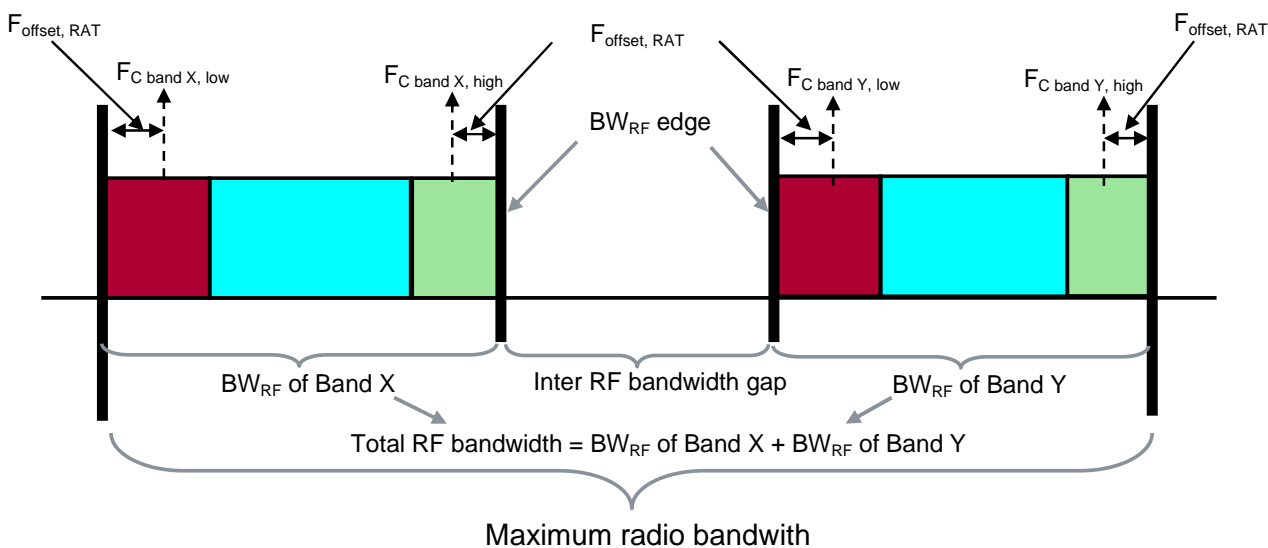 Foffset, RAT
Foffset, RAT
Foffset, RAT
FC band X, low
FC band X, high
FC band Y, low
FC band Y, high
BWRF edge
BWRF of Band X
Inter RF bandwidth gap
BWRF of Band Y
Total RF bandwidth = BWRF of Band X + BWRF of Band Y
Maximum radio bandwith